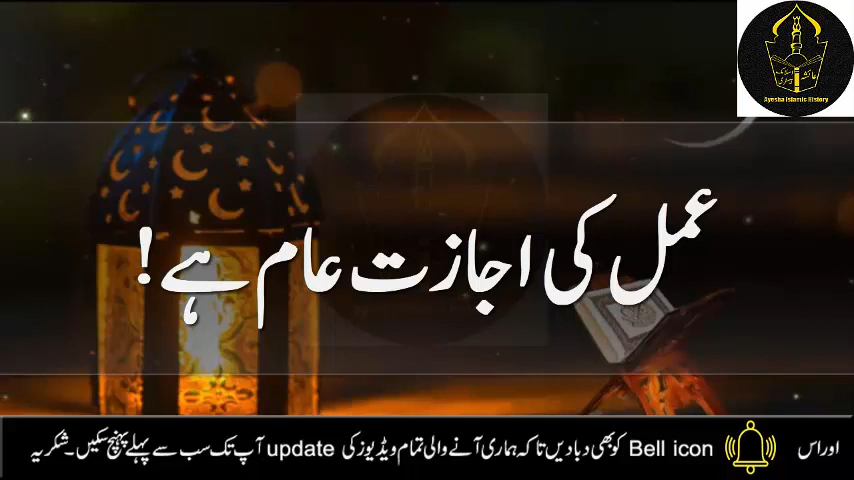 Ayesha Islamic History
عمل کی اجازت عام ہے!
اور اس Bell icon کو بھی دبا دیں تاکہ ہماری آنے والی تمام ویڈیوز کی update آپ تک سب سے پہلے پہنچ سکیں۔ شکریہ